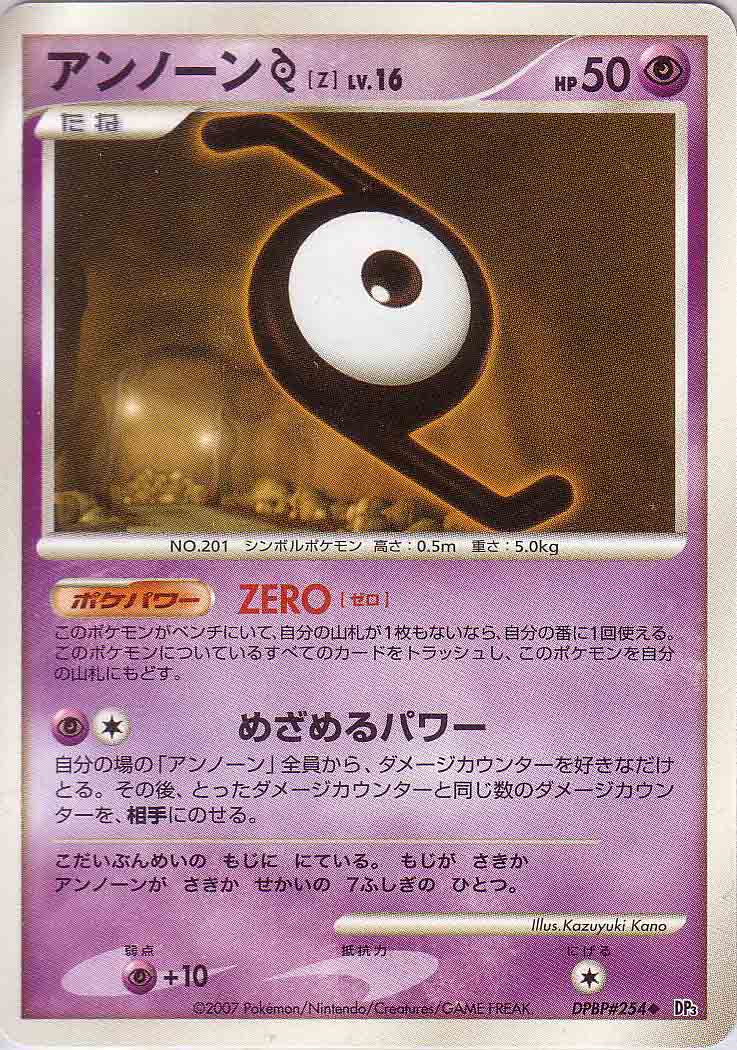 アンノーン [Z] LV.16 HP50
たね
NO.201 シンボルポケモン 高さ:0.5m 重さ:5.0kg
ポケパワー ZERO [ゼロ]
このポケモンがベンチにいて、自分の山札が1枚もないなら、自分の番に1回使える。
このポケモンについているすべてのカードをトラッシュし、このポケモンを自分
の山札にもどす。
めざめるパワー
自分の場の「アンノーン」全員から、ダメージカウンターを好きなだけ
とる。その後、とったダメージカウンターと同じ数のダメージカウン
ターを、相手にのせる。
こだいぶんめいの もじに にている。 もじが さきか
アンノーンが さきか せかいの 7ふしぎの ひとつ。
Illus.Kazuyuki Kano
弱点 抵抗力 にげる
+10
©2007 Pokémon/Nintendo/Creatures/GAME FREAK. DPBP#254◆ DP3